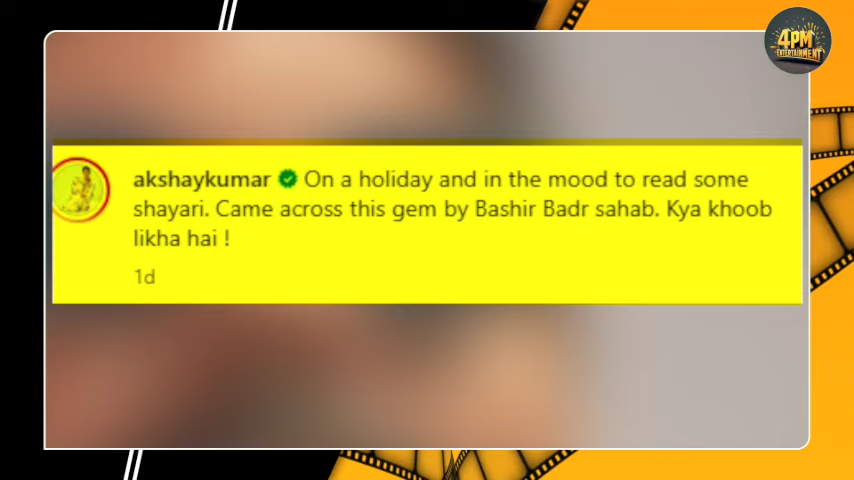 4PM
ENTERTAINMENT
akshaykumar On a holiday and in the mood to read some
shayari. Came across this gem by Bashir Badr sahab. Kya khoob
likha hai !
1d